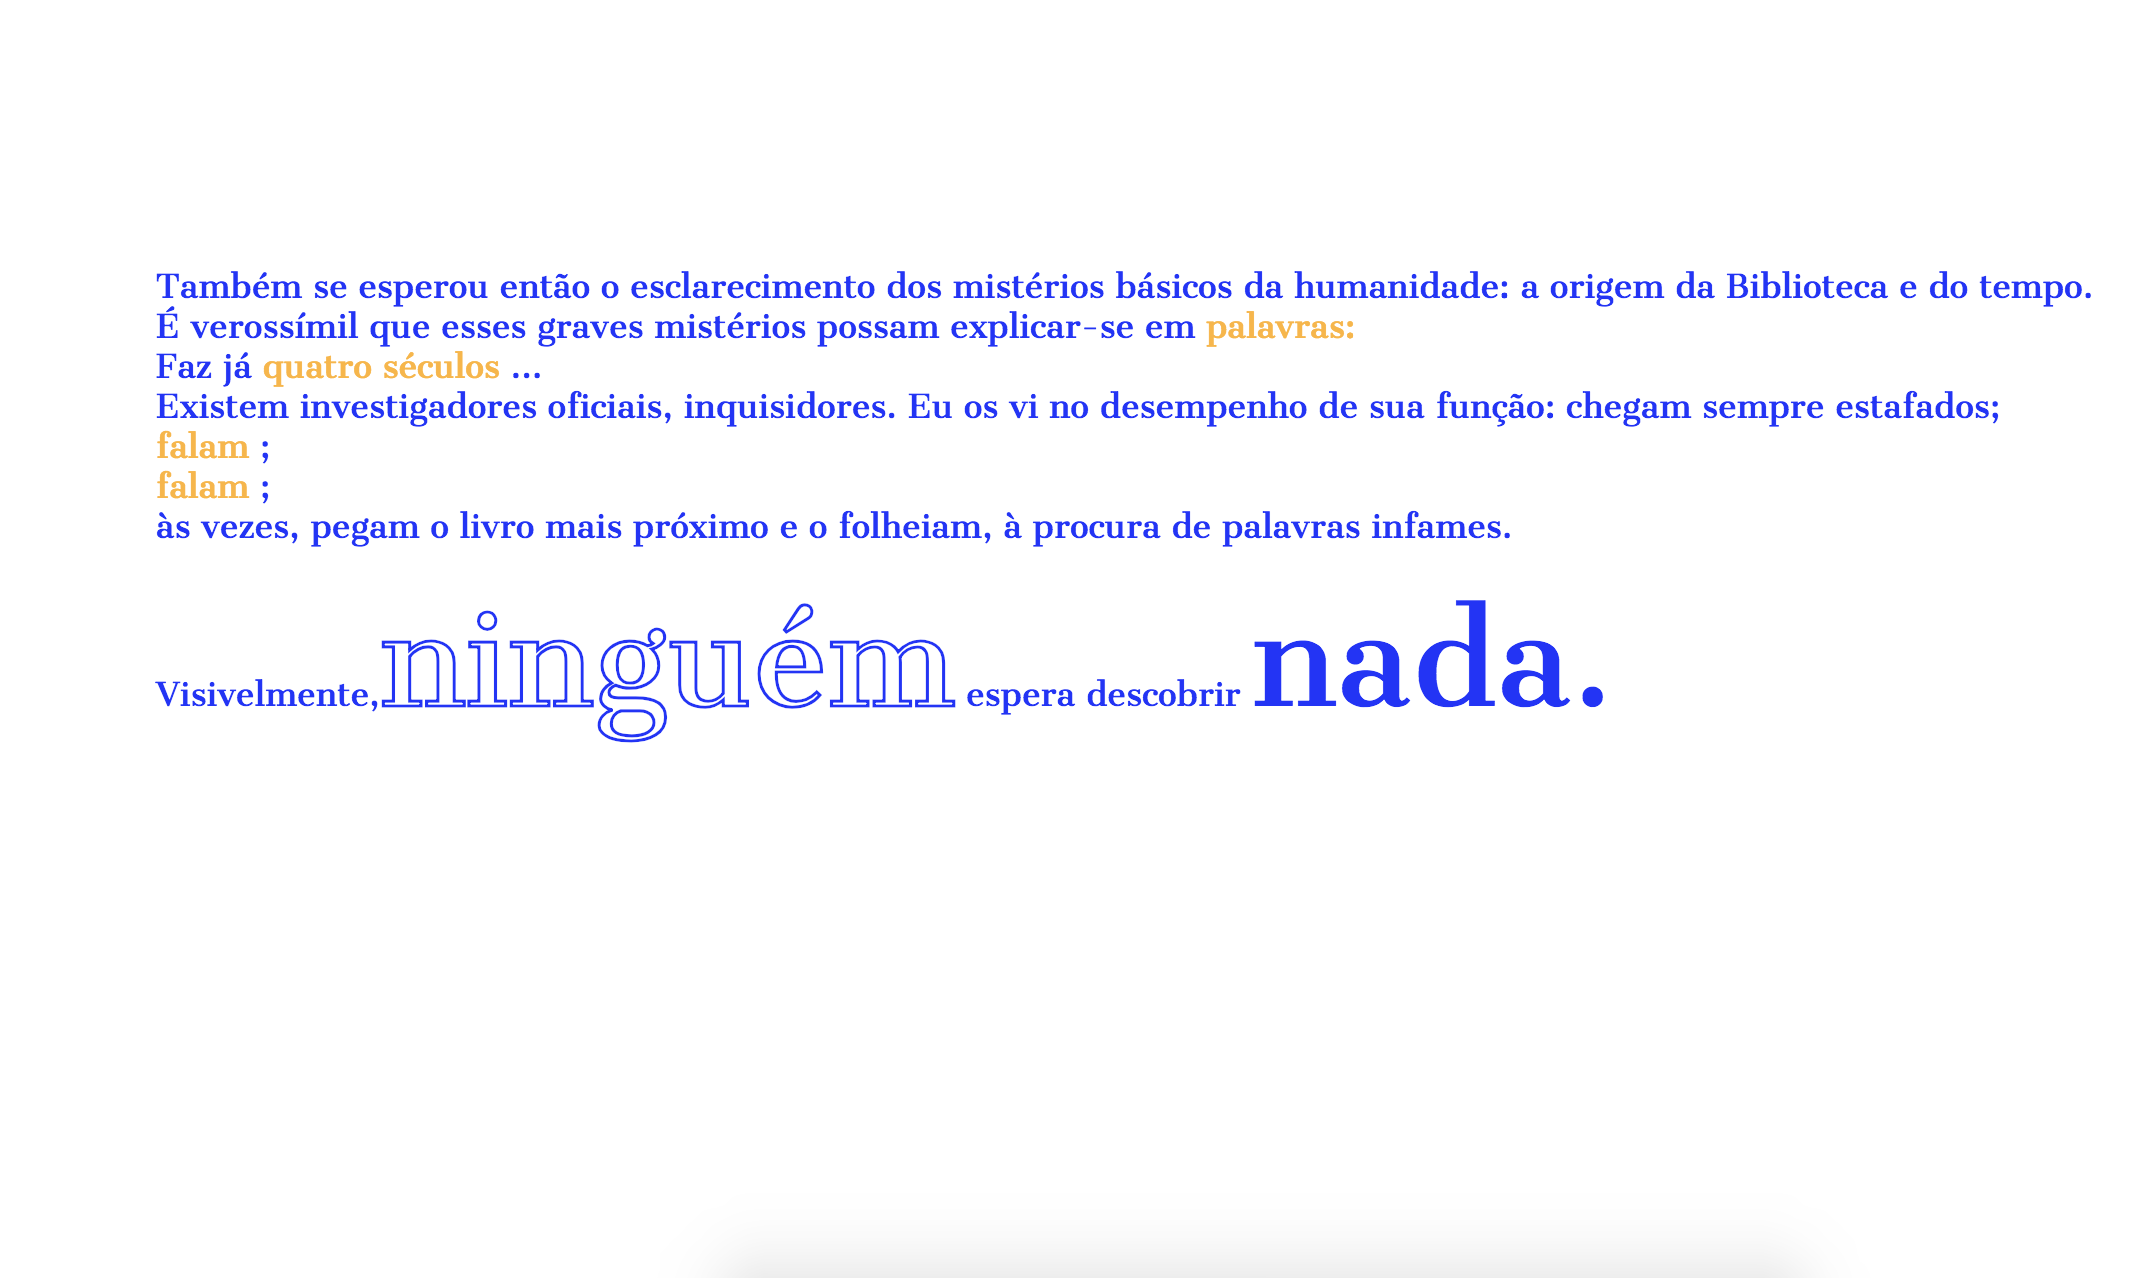 Também se esperou então o esclarecimento dos mistérios básicos da humanidade: a origem da Biblioteca e do tempo.
É verossímil que esses graves mistérios possam explicar-se em palavras:
Faz já quatro séculos ...
Existem investigadores oficiais, inquisidores. Eu os vi no desempenho de sua função: chegam sempre estafados;
falam ;
falam ;
às vezes, pegam o livro mais próximo e o folheiam, à procura de palavras infames.
Visivelmente,ninguém espera descobrir nada.